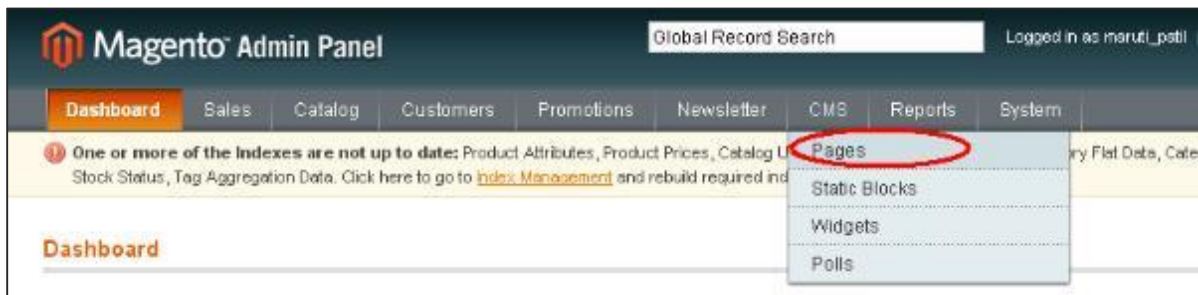 Magento™ Admin Panel
Global Record Search
Logged in as maruti_patil
Dashboard Sales Catalog Customers Promotions Newsletter CMS Reports System
One or more of the Indexes are not up to date: Product Attributes, Product Prices, Catalog U ry Flat Data, Cate
Stock Status, Tag Aggregation Data. Click here to go to Index Management and rebuild required ind
Pages
Static Blocks
Widgets
Polls
Dashboard